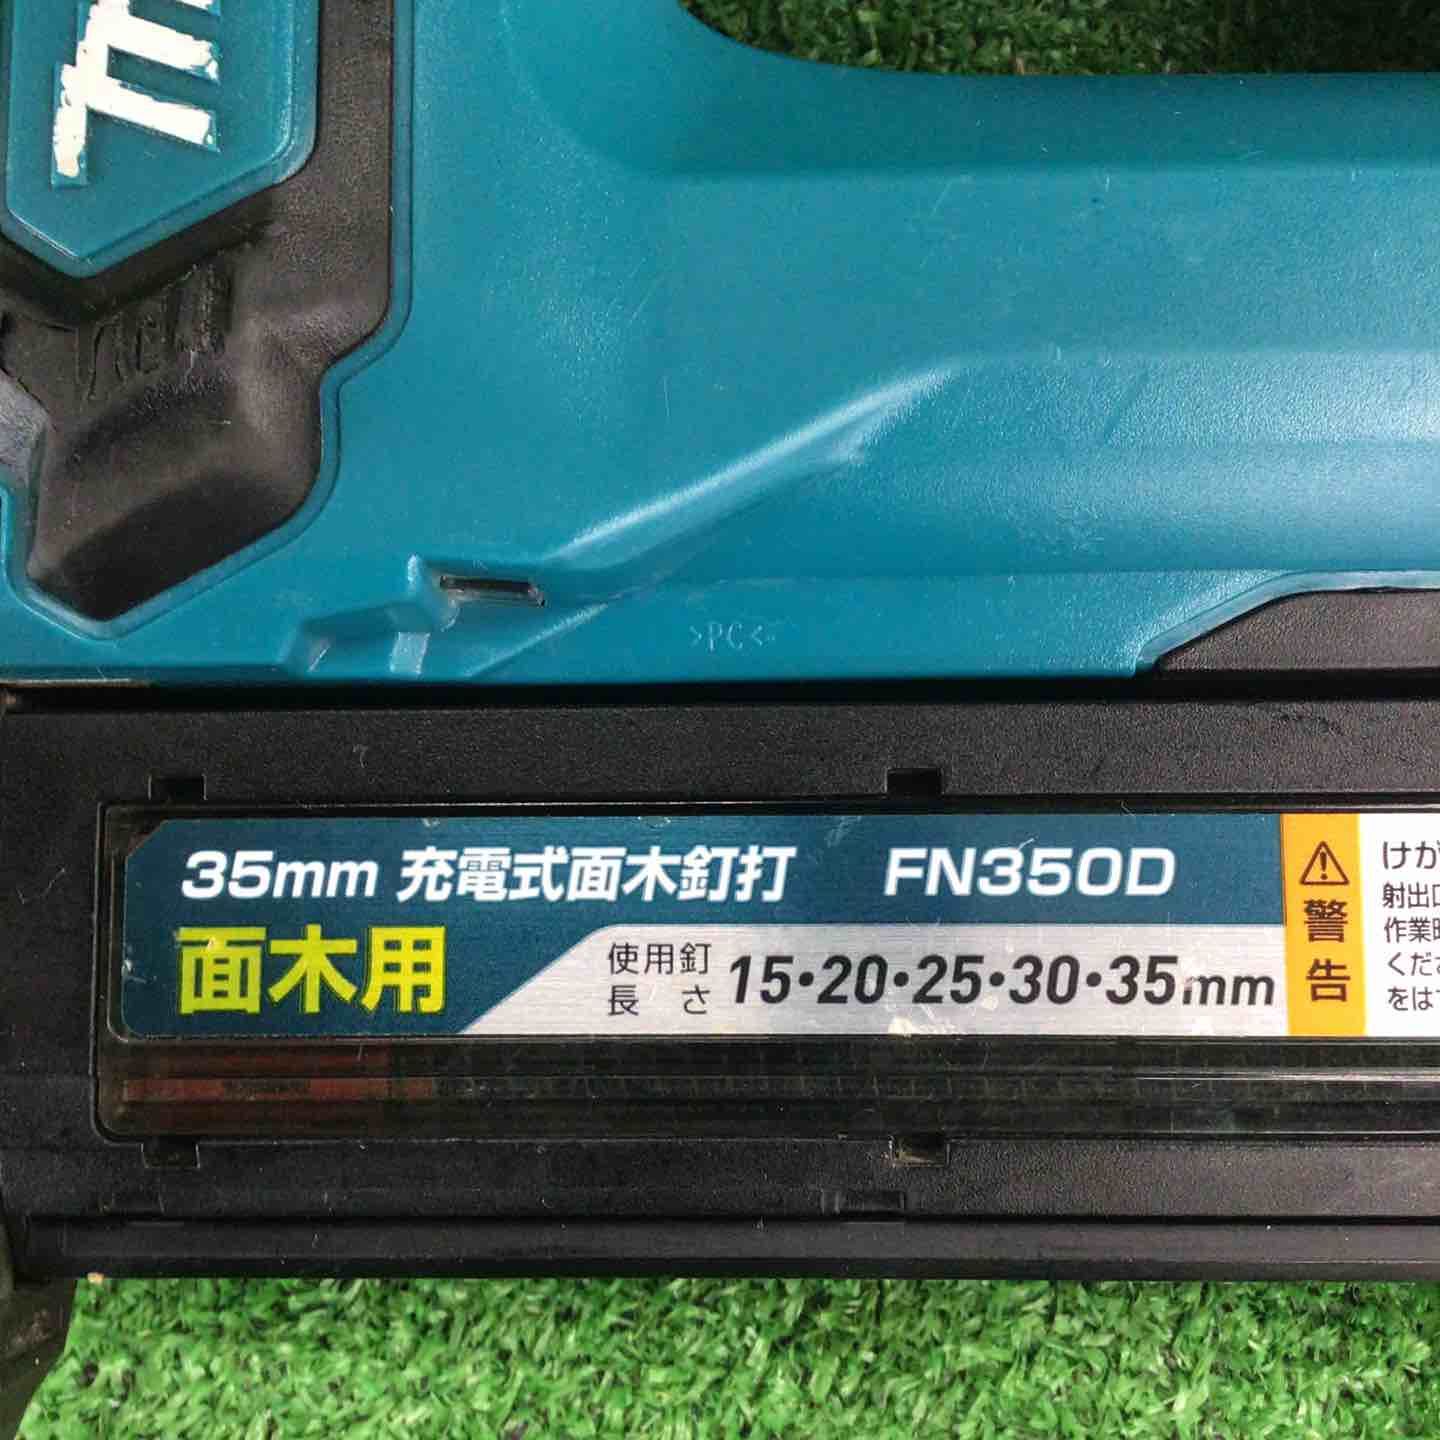 >PC<
35mm 充電式面木釘打 FN350D
面木用
使用釘
長さ 15・20・25・30・35mm
警告
けが
射出口
作業時
くださ
をは